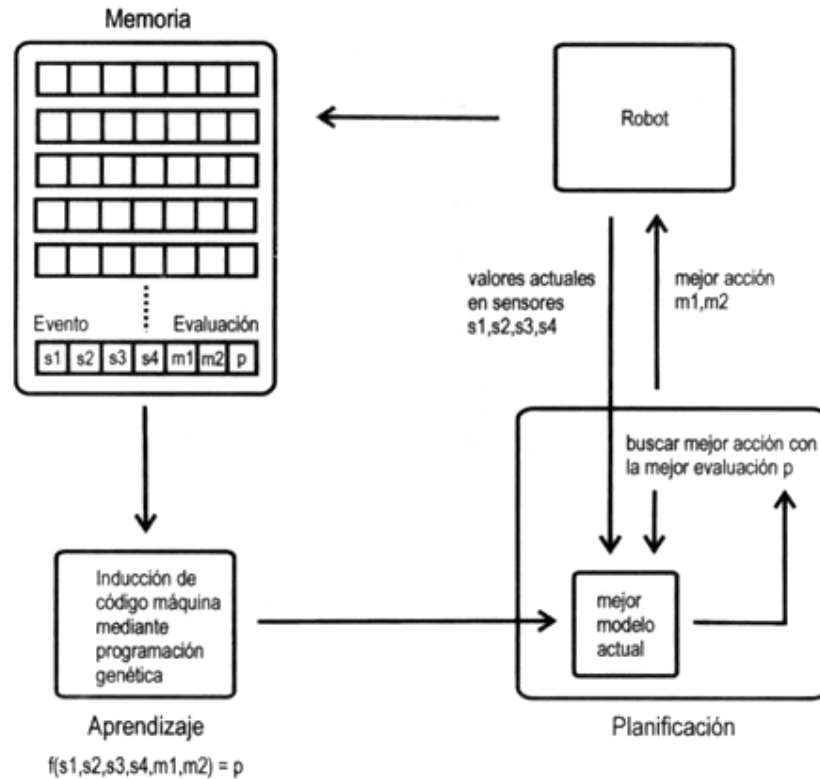 Memoria
Robot
valores actuales
en sensores
s1,s2,s3,s4
mejor acción
m1,m2
Evento Evaluación
s1 s2 s3 s4 m1 m2 p
buscar mejor acción con
la mejor evaluación p
Inducción de
código máquina
mediante
programación
genética
mejor
modelo
actual
Aprendizaje
Planificación
f(s1,s2,s3,s4,m1,m2) = p